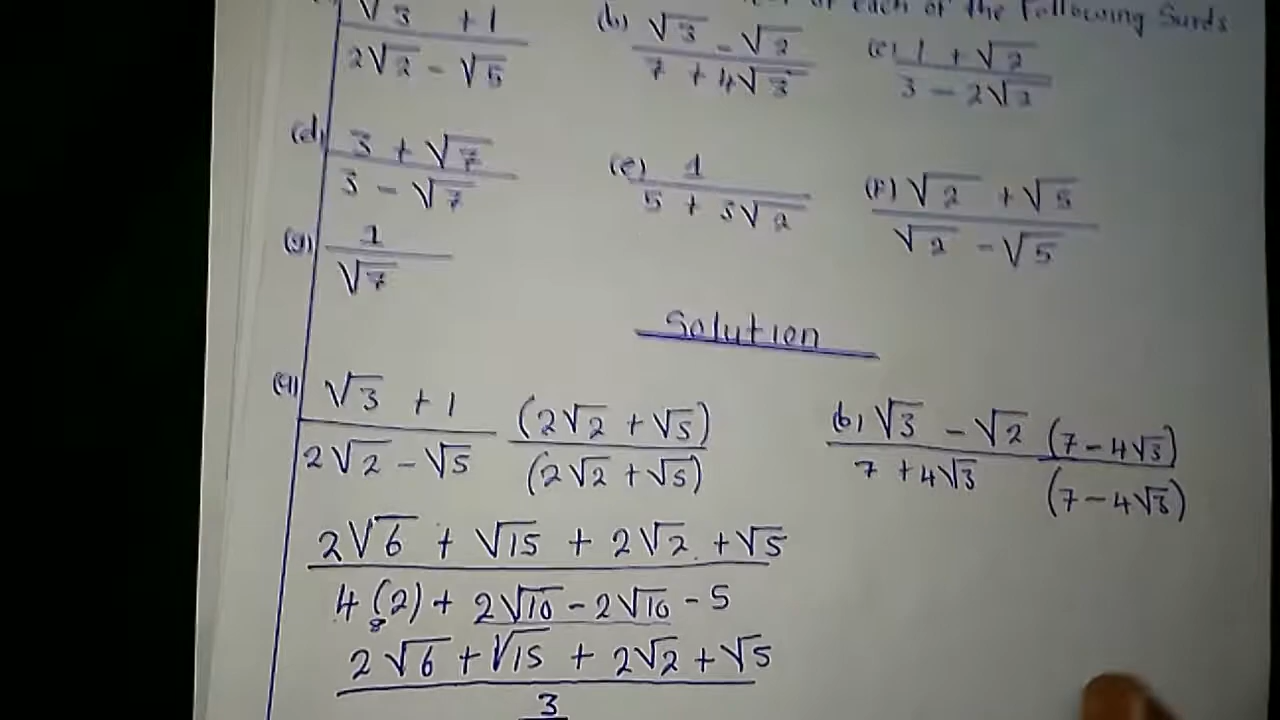 of each of the following Surds
√3 + 1 / 2√2 - √5 (b) √3 - √2 / 7 + 4√3 (c) 1 + √2 / 3 - 2√2
(d) 3 + √7 / 3 - √7 (e) 1 / 5 + 3√2 (f) √2 + √5 / √2 - √5
(g) 1 / √7
Solution
(a) √3 + 1 / 2√2 - √5 (2√2 + √5) / (2√2 + √5) (b) √3 - √2 / 7 + 4√3 (7 - 4√3) / (7 - 4√3)
2√6 + √15 + 2√2 + √5
4(2) + 2√10 - 2√10 - 5
8
2√6 + √15 + 2√2 + √5
3